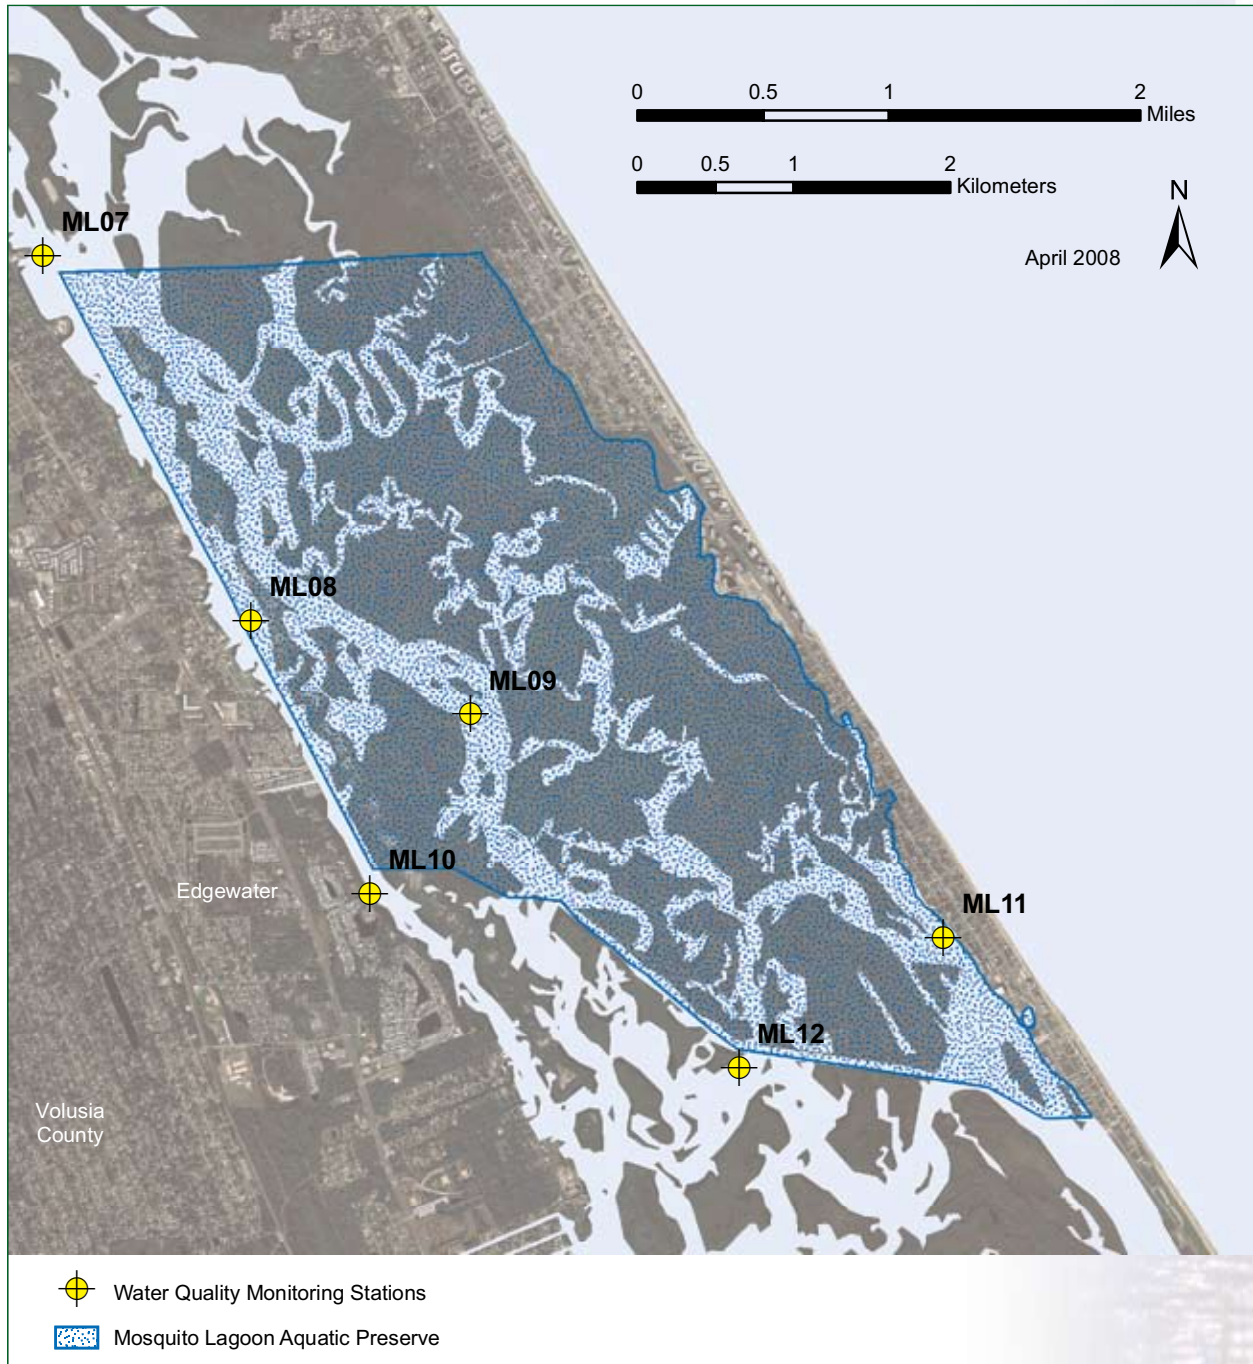 0 0.5 1 2
Miles
0 0.5 1 2
Kilometers
N
April 2008
ML07
ML08
ML09
ML10
Edgewater
ML11
ML12
Volusia
County
Water Quality Monitoring Stations
Mosquito Lagoon Aquatic Preserve